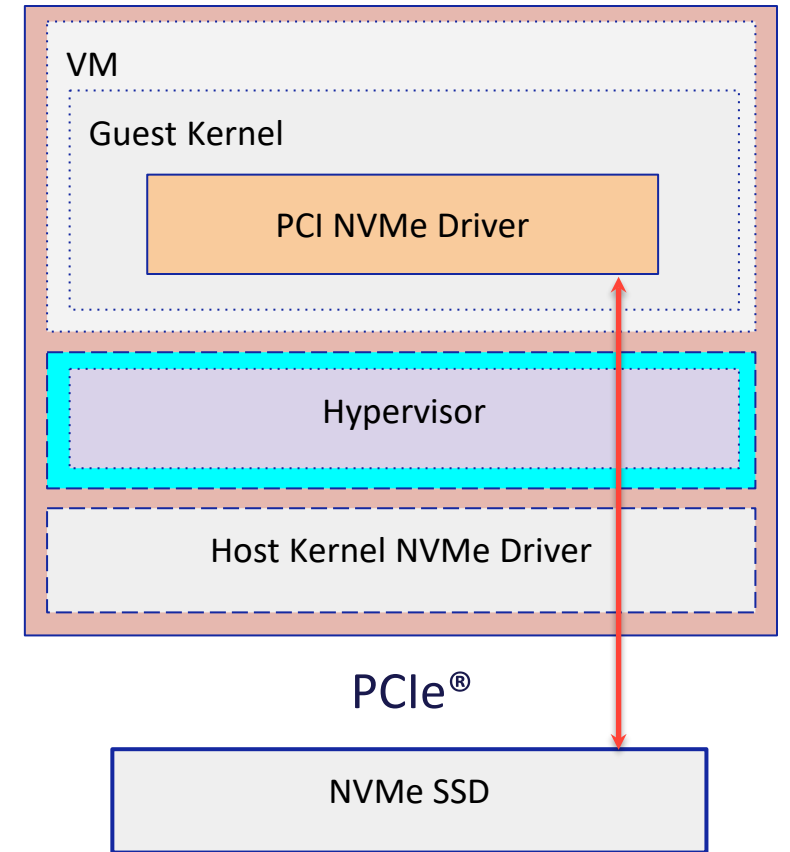 VM
Guest Kernel
PCI NVMe Driver
Hypervisor
Host Kernel NVMe Driver
PCIe®
NVMe SSD